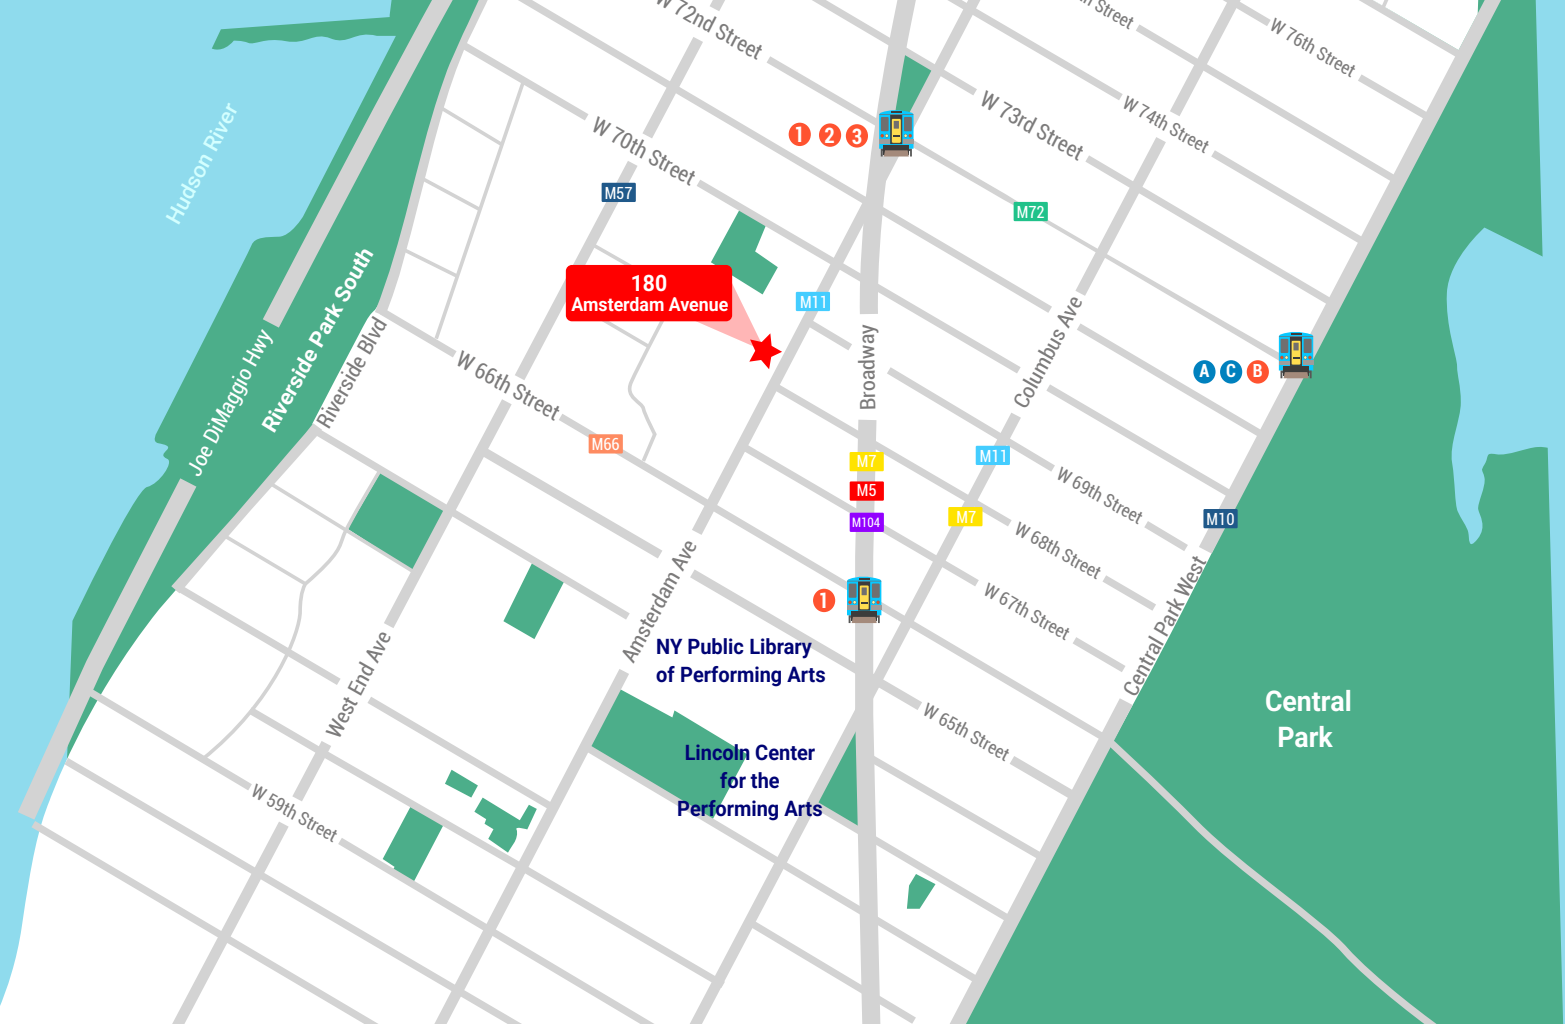 W 72nd Street
W 76th Street
W 73rd Street
W 74th Street
Hudson River
1 2 3
W 70th Street
M57
M72
180
Amsterdam Avenue
M11
Riverside Park South
Joe DiMaggio Hwy
Riverside Blvd
Broadway
Columbus Ave
A C B
W 66th Street
M66
M7
M5
M104
M11
M7
W 69th Street
M10
W 68th Street
W 67th Street
Central Park West
1
Amsterdam Ave
NY Public Library
of Performing Arts
West End Ave
W 65th Street
Central
Park
Lincoln Center
for the
Performing Arts
W 59th Street